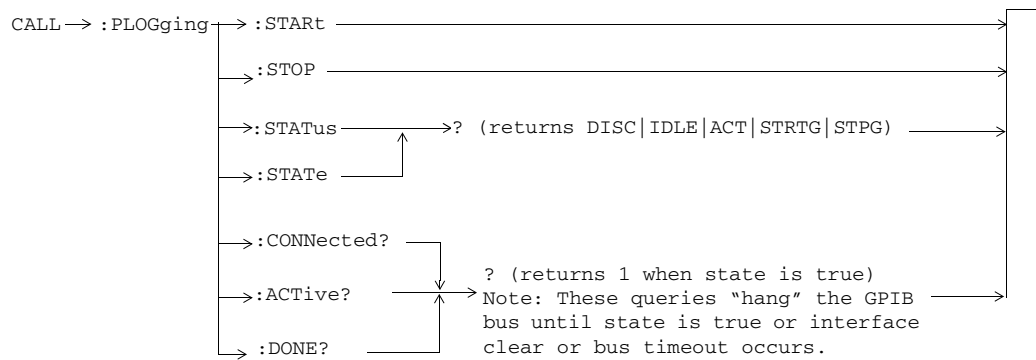 CALL :PLOGging :STARt
:STOP
:STATus ? (returns DISC|IDLE|ACT|STRTG|STPG)
:STATe
:CONNected?
? (returns 1 when state is true)
:ACTive? Note: These queries “hang” the GPIB
bus until state is true or interface
:DONE? clear or bus timeout occurs.